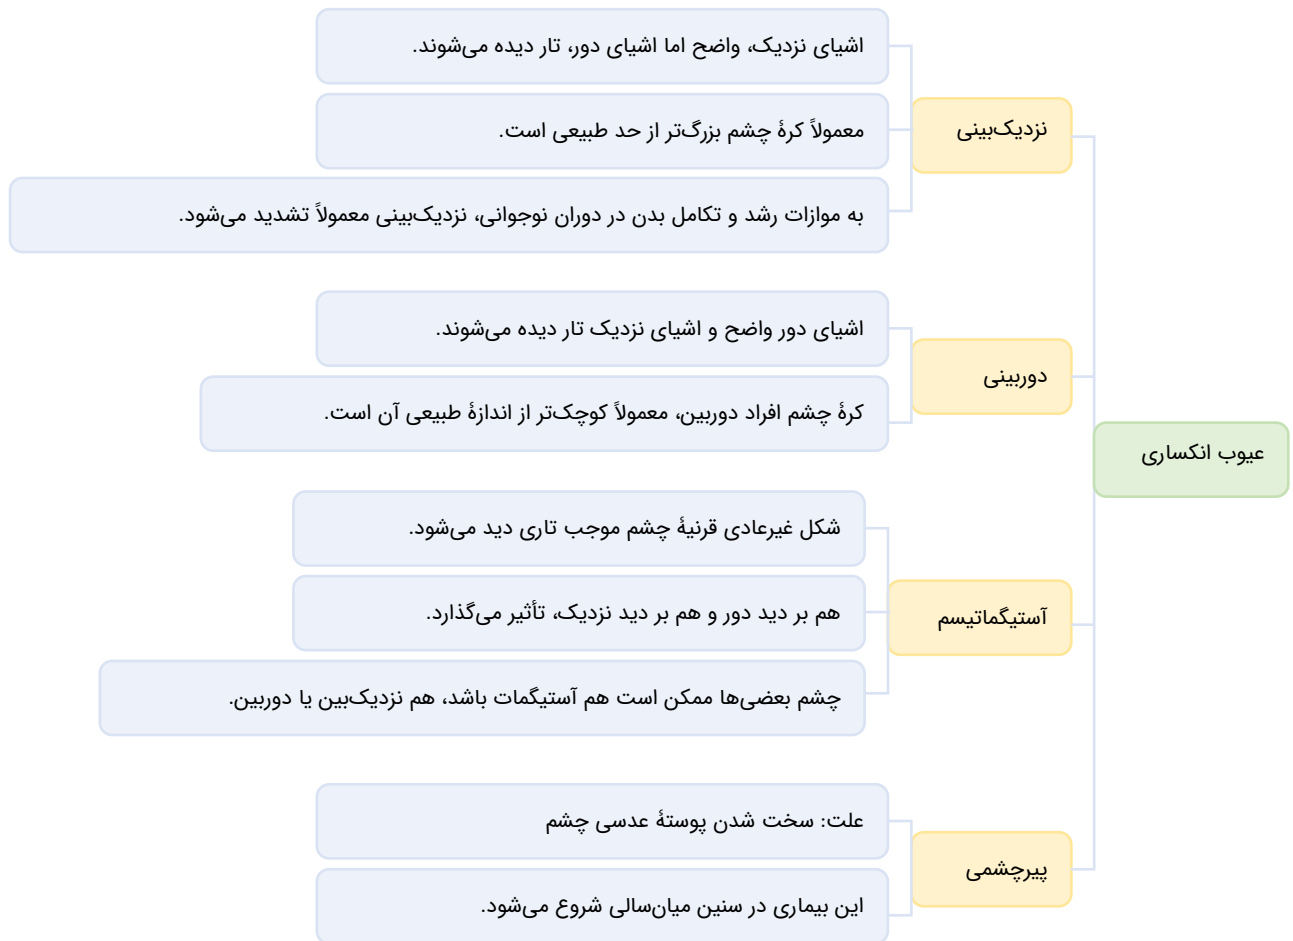 عیوب انکساری
نزدیک‌بینی
اشیای نزدیک، واضح اما اشیای دور، تار دیده می‌شوند.
معمولاً کرهٔ چشم بزرگ‌تر از حد طبیعی است.
به موازات رشد و تکامل بدن در دوران نوجوانی، نزدیک‌بینی معمولاً تشدید می‌شود.
دوربینی
اشیای دور واضح و اشیای نزدیک تار دیده می‌شوند.
کرهٔ چشم افراد دوربین، معمولاً کوچک‌تر از اندازهٔ طبیعی آن است.
آستیگماتیسم
شکل غیرعادی قرنیهٔ چشم موجب تاری دید می‌شود.
هم بر دید دور و هم بر دید نزدیک، تأثیر می‌گذارد.
چشم بعضی‌ها ممکن است هم آستیگمات باشد، هم نزدیک‌بین یا دوربین.
پیرچشمی
علت: سخت شدن پوستهٔ عدسی چشم
این بیماری در سنین میان‌سالی شروع می‌شود.